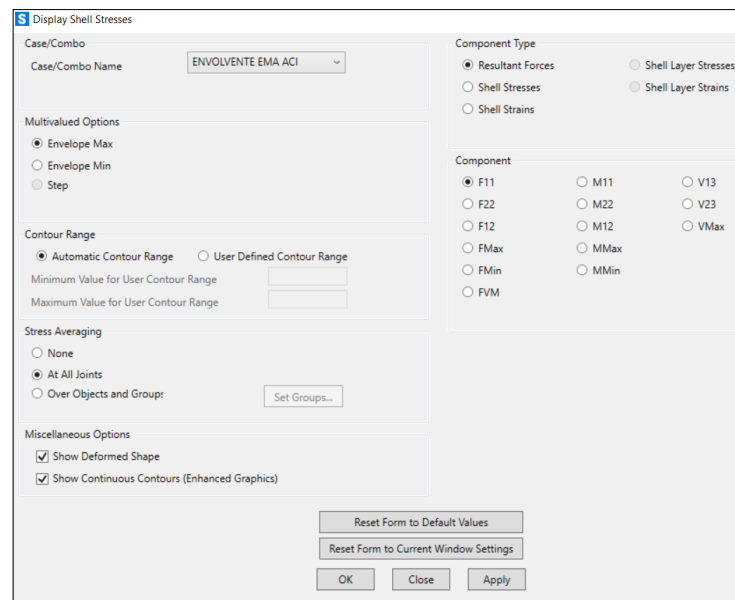 S Display Shell Stresses
Case/Combo
Case/Combo Name ENVOLVENTE EMA ACI
Multivalued Options
Envelope Max
Envelope Min
Step
Contour Range
Automatic Contour Range User Defined Contour Range
Minimum Value for User Contour Range
Maximum Value for User Contour Range
Stress Averaging
None
At All Joints
Over Objects and Groups Set Groups...
Miscellaneous Options
Show Deformed Shape
Show Continuous Contours (Enhanced Graphics)
Component Type
Resultant Forces Shell Layer Stresses
Shell Stresses Shell Layer Strains
Shell Strains
Component
F11 M11 V13
F22 M22 V23
F12 M12 VMax
FMax MMax
FMin MMin
FVM
Reset Form to Default Values
Reset Form to Current Window Settings
OK Close Apply